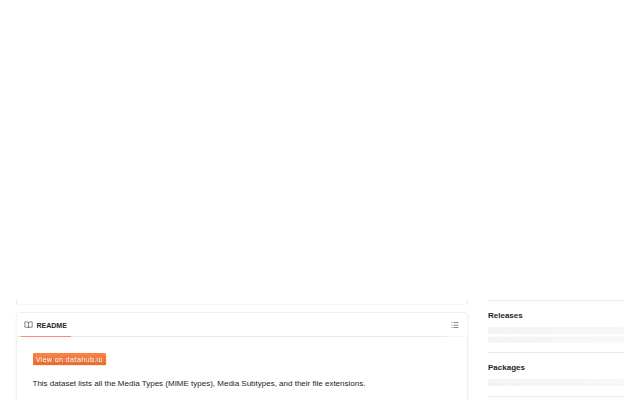 README
View on datahub.io
This dataset lists all the Media Types (MIME types), Media Subtypes, and their file extensions.
Releases
Packages